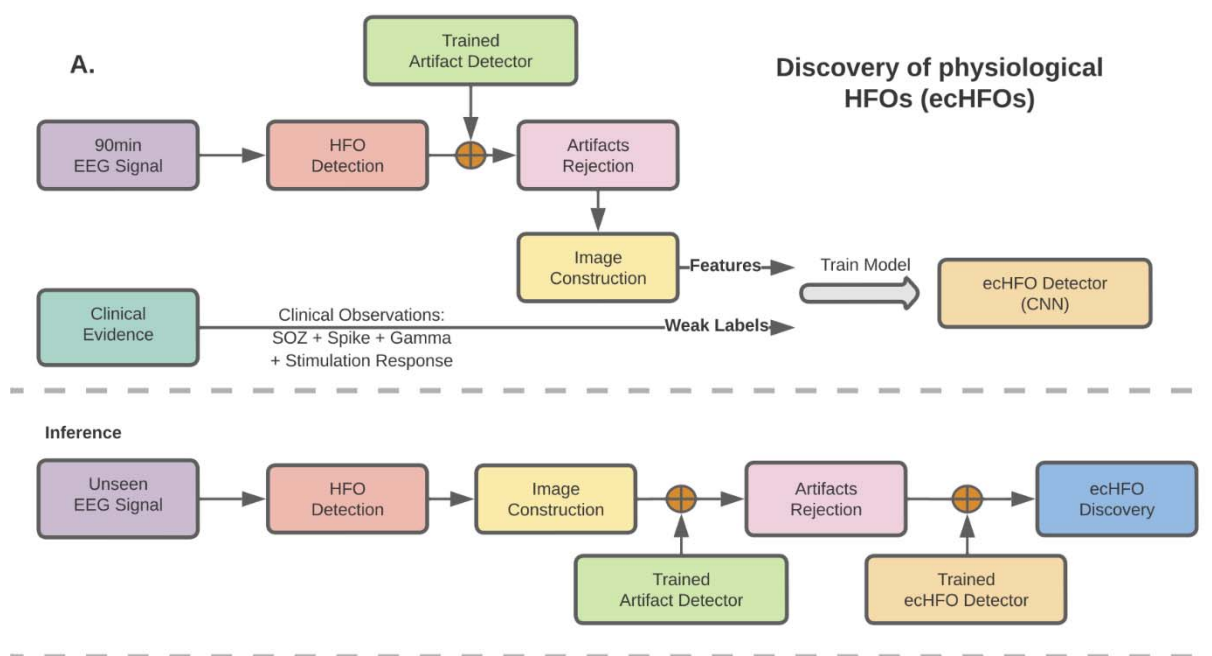 A.
Trained
Artifact Detector
Discovery of physiological
HFOs (ecHFOs)
90min
EEG Signal
HFO
Detection
Artifacts
Rejection
Image
Construction
Features
Train Model
ecHFO Detector
(CNN)
Clinical
Evidence
Clinical Observations:
SOZ + Spike + Gamma
+ Stimulation Response
Weak Labels
Inference
Unseen
EEG Signal
HFO
Detection
Image
Construction
Artifacts
Rejection
ecHFO
Discovery
Trained
Artifact Detector
Trained
ecHFO Detector